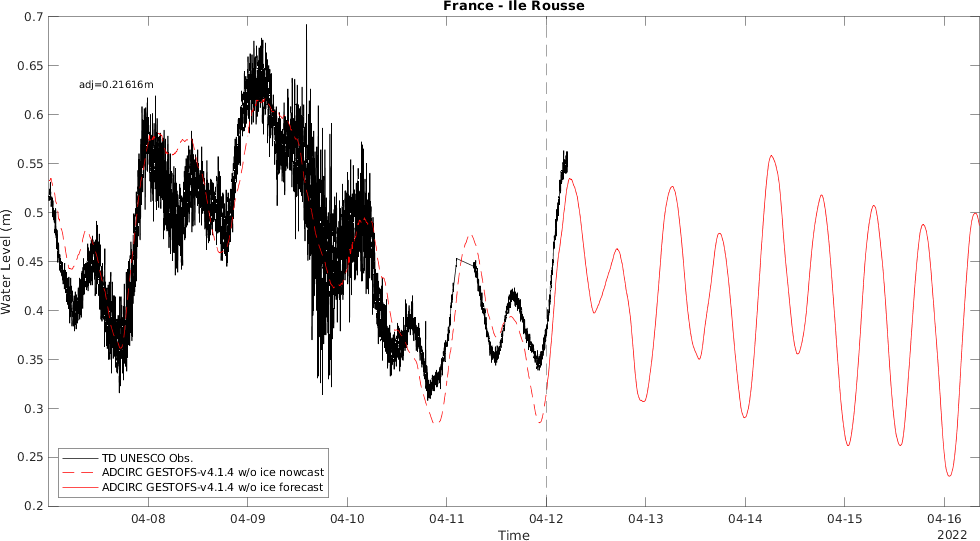 France - Ile Rousse
0.7
0.65
0.6
0.55
0.5
0.45
0.4
0.35
0.3
0.25
0.2
Water Level (m)
adj=0.21616m
TD UNESCO Obs.
ADCIRC GESTOFS-v4.1.4 w/o ice nowcast
ADCIRC GESTOFS-v4.1.4 w/o ice forecast
04-08 04-09 04-10 04-11 04-12 04-13 04-14 04-15 04-16
Time
2022